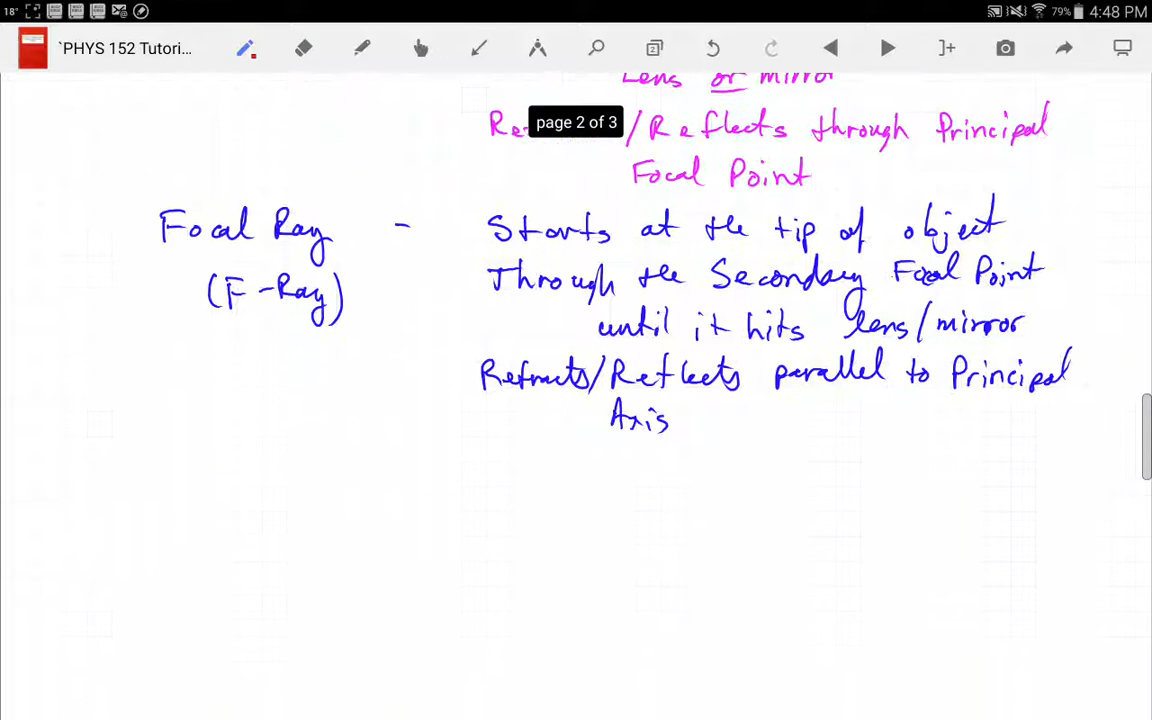 18° 79% 4:48 PM
`PHYS 152 Tutori...
Lens or mirror
page 2 of 3
Re /Reflects through Principal
Focal Point
Focal Ray - Starts at the tip of object
(F-Ray) Through the Secondary Focal Point
until it hits lens/mirror
Refracts/Reflects parallel to Principal
Axis